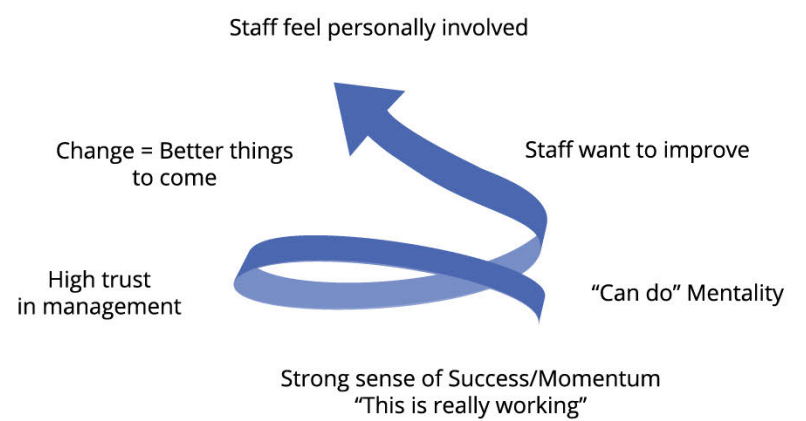 Staff feel personally involved
Change = Better things
to come
Staff want to improve
High trust
in management
“Can do” Mentality
Strong sense of Success/Momentum
“This is really working”